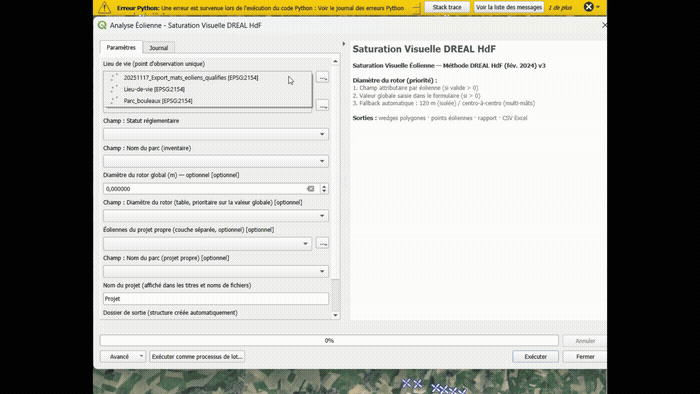 Erreur Python: Une erreur est survenue lors de l'exécution du code Python : Voir le journal des erreurs Python
Stack trace
Voir la liste des messages
1 de plus
Analyse Éolienne - Saturation Visuelle DREAL HdF
Paramètres
Journal
Lieu de vie (point d'observation unique)
20251117_Export_mats_eoliens_qualifies [EPSG:2154]
Lieu-de-vie [EPSG:2154]
Parc_bouleaux [EPSG:2154]
Champ : Statut réglementaire
Champ : Nom du parc (inventaire)
Diamètre du rotor global (m) — optionnel [optionnel]
0,000000
Champ : Diamètre du rotor (table, prioritaire sur la valeur globale) [optionnel]
Éoliennes du projet propre (couche séparée, optionnel) [optionnel]
Champ : Nom du parc (projet propre) [optionnel]
Nom du projet (affiché dans les titres et noms de fichiers)
Projet
Dossier de sortie (structure créée automatiquement)
Saturation Visuelle DREAL HdF
Saturation Visuelle Éolienne — Méthode DREAL HdF (fév. 2024) v3
Diamètre du rotor (priorité) :
1. Champ attributaire par éolienne (si valide > 0)
2. Valeur globale saisie dans le formulaire (si > 0)
3. Fallback automatique : 120 m (isolée) / centro-à-centro (multi-mâts)
Sorties : wedges polygones · points éoliennes · rapport · CSV Excel
0%
Annuler
Avancé
Exécuter comme processus de lot...
Exécuter
Fermer